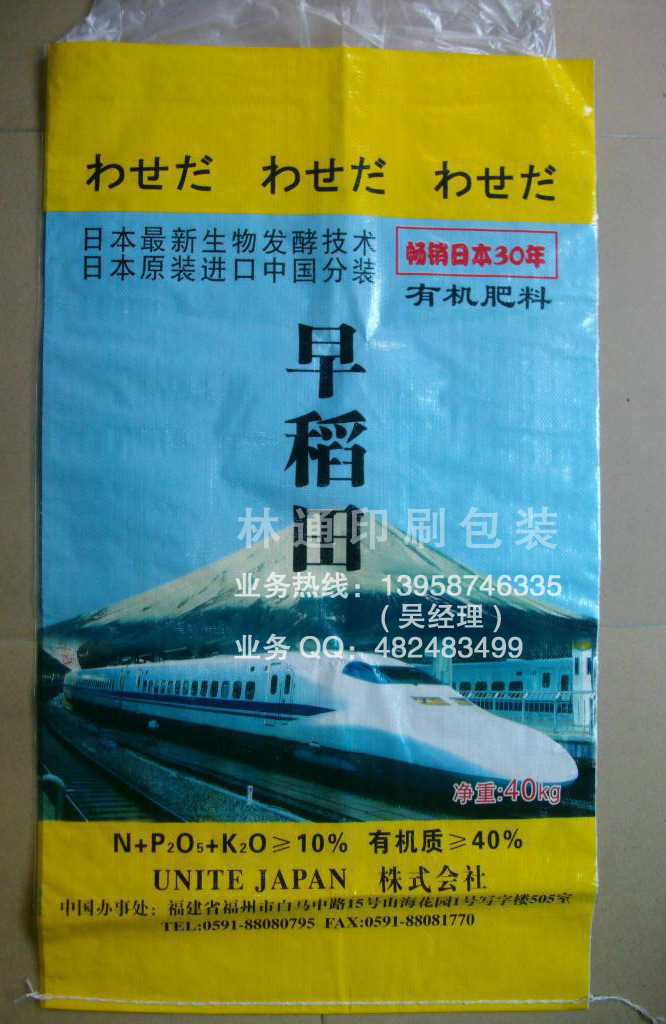 わせだ わせだ わせだ
日本最新生物发酵技术
日本原装进口中国分装
畅销日本30年
有机肥料
早稻田
林通印刷包装
业务热线：13958746335
（吴经理）
业务QQ：482483499
净重:40kg
N+P₂O₅+K₂O≥10% 有机质≥40%
UNITE JAPAN 株式会社
中国办事处：福建省福州市白马中路15号山海花园1号写字楼505室
TEL:0591-88080795 FAX:0591-88081770